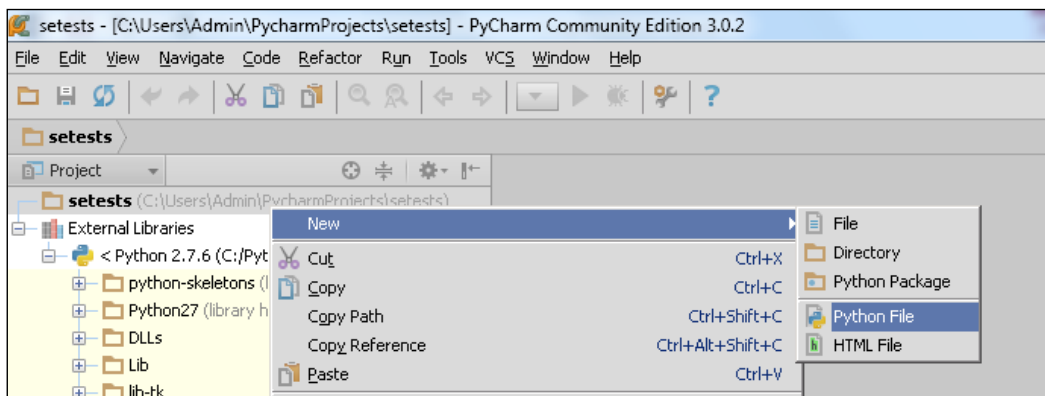 setests - [C:\Users\Admin\PycharmProjects\setests] - PyCharm Community Edition 3.0.2
File Edit View Navigate Code Refactor Run Tools VCS Window Help
setests
Project
setests (C:\Users\Admin\PycharmProjects\setests)
External Libraries
< Python 2.7.6 (C:/Pyt
python-skeletons (l
Python27 (library h
DLLs
Lib
lib-tk
New
Cut Ctrl+X
Copy Ctrl+C
Copy Path Ctrl+Shift+C
Copy Reference Ctrl+Alt+Shift+C
Paste Ctrl+V
File
Directory
Python Package
Python File
HTML File